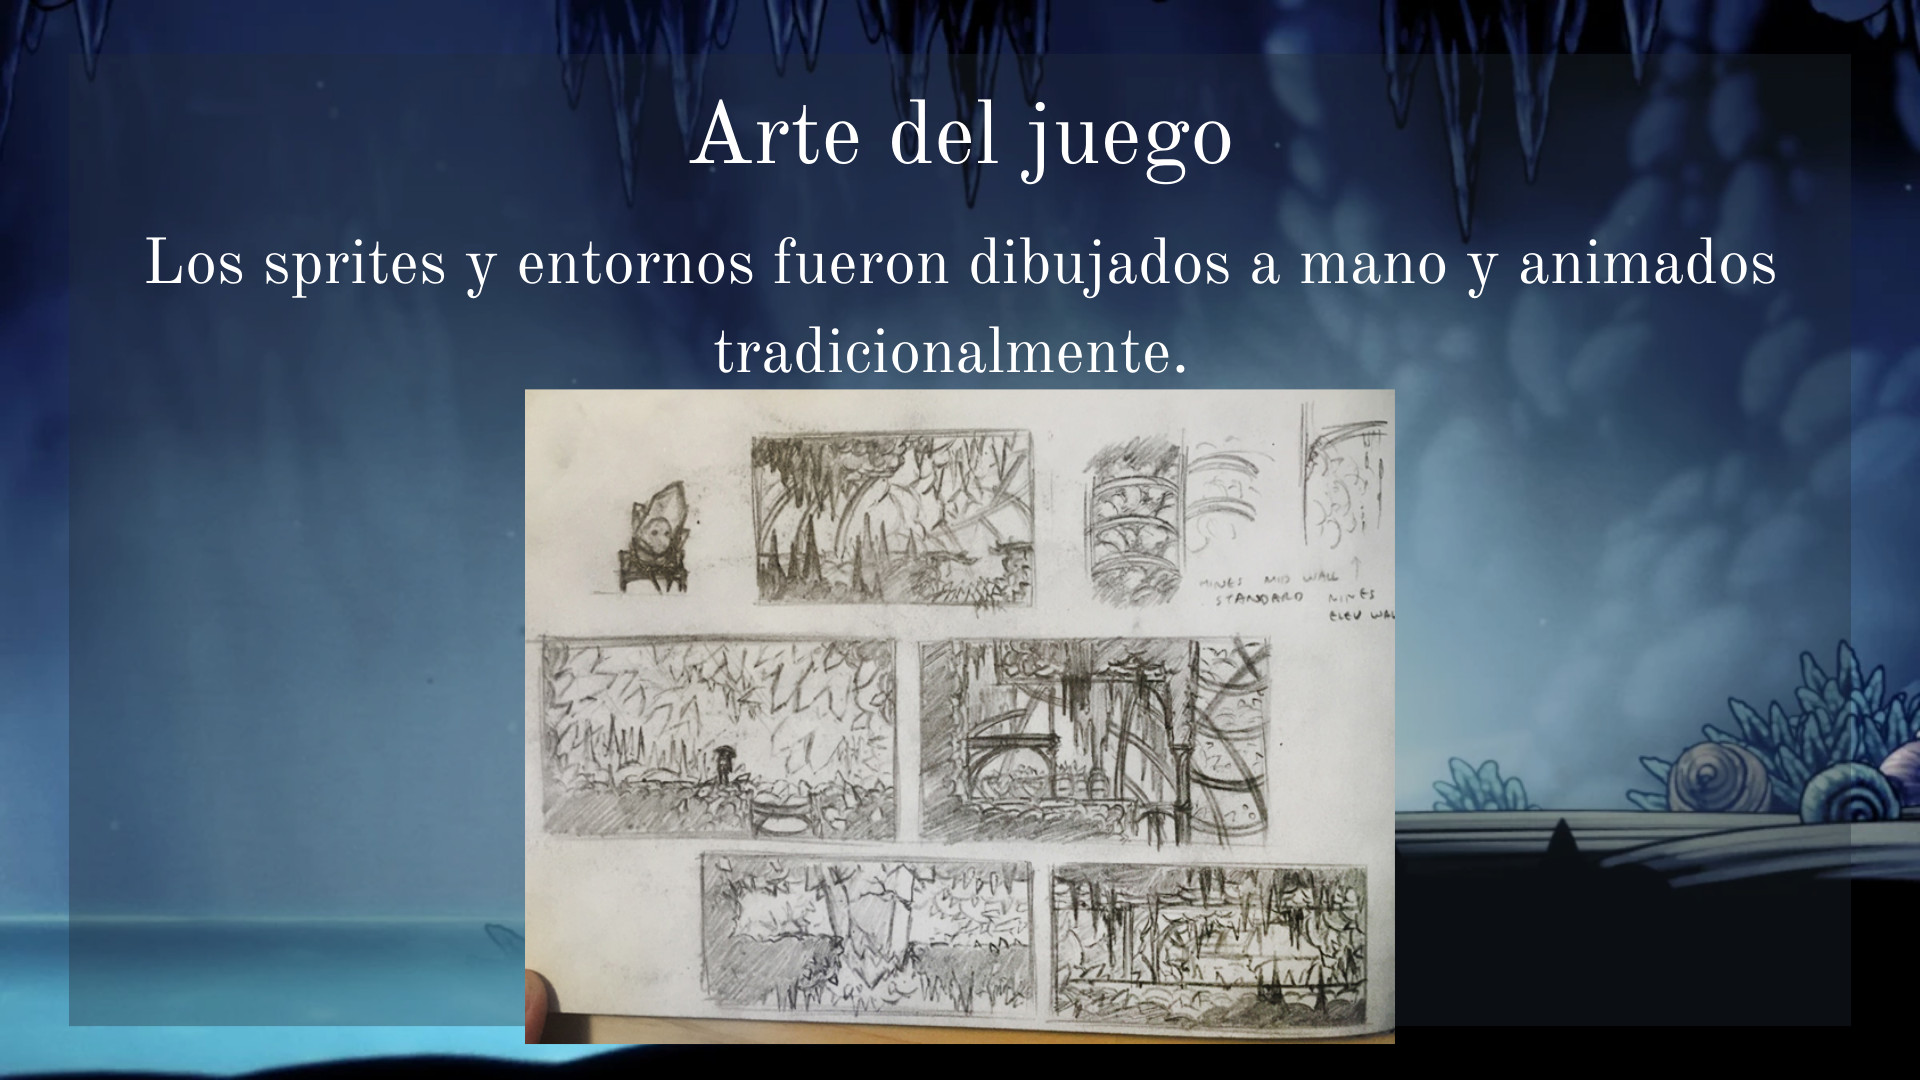 Arte del juego
Los sprites y entornos fueron dibujados a mano y animados
tradicionalmente.
MINES MID WALL
STANDARD
MINES
ELEV WAL